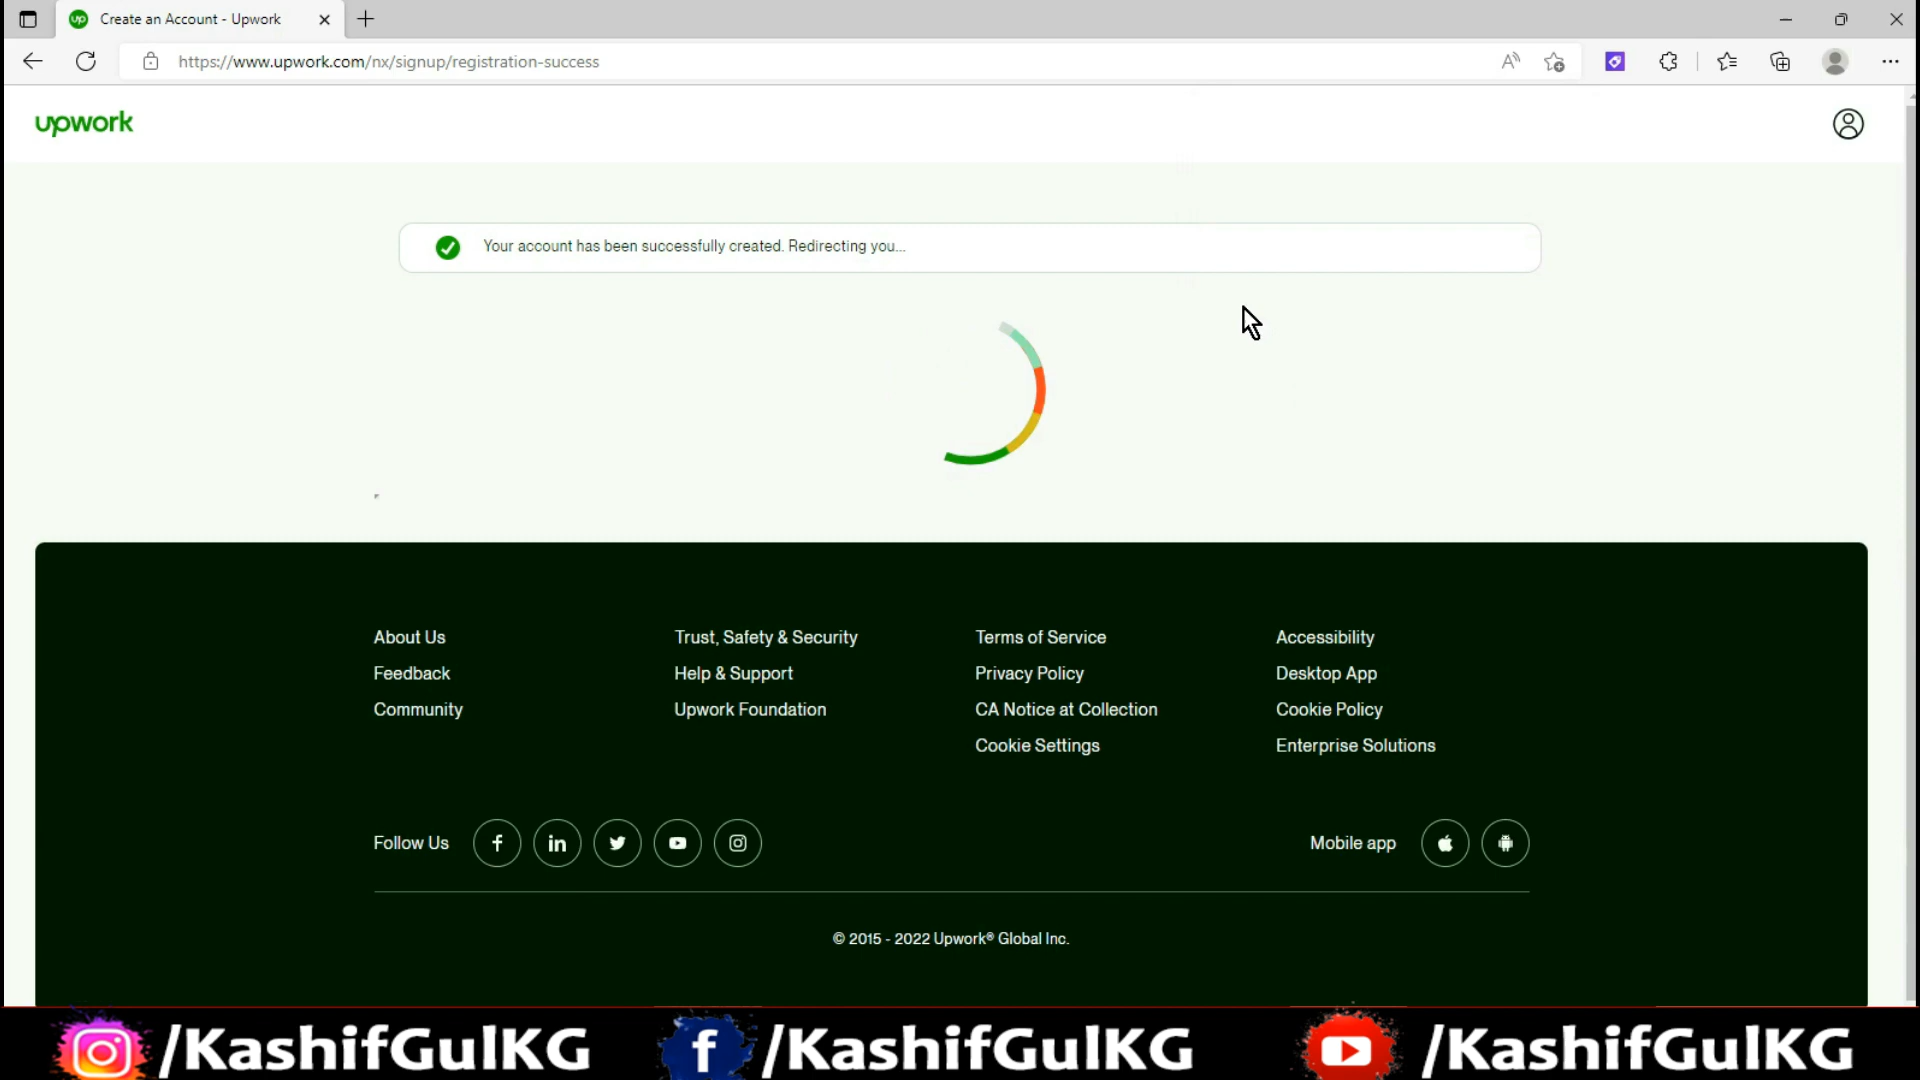 Create an Account - Upwork
https://www.upwork.com/nx/signup/registration-success
upwork
Your account has been successfully created. Redirecting you...
About Us
Feedback
Community
Trust, Safety & Security
Help & Support
Upwork Foundation
Terms of Service
Privacy Policy
CA Notice at Collection
Cookie Settings
Accessibility
Desktop App
Cookie Policy
Enterprise Solutions
Follow Us
Mobile app
© 2015 - 2022 Upwork® Global Inc.
/KashifGulKG /KashifGulKG /KashifGulKG